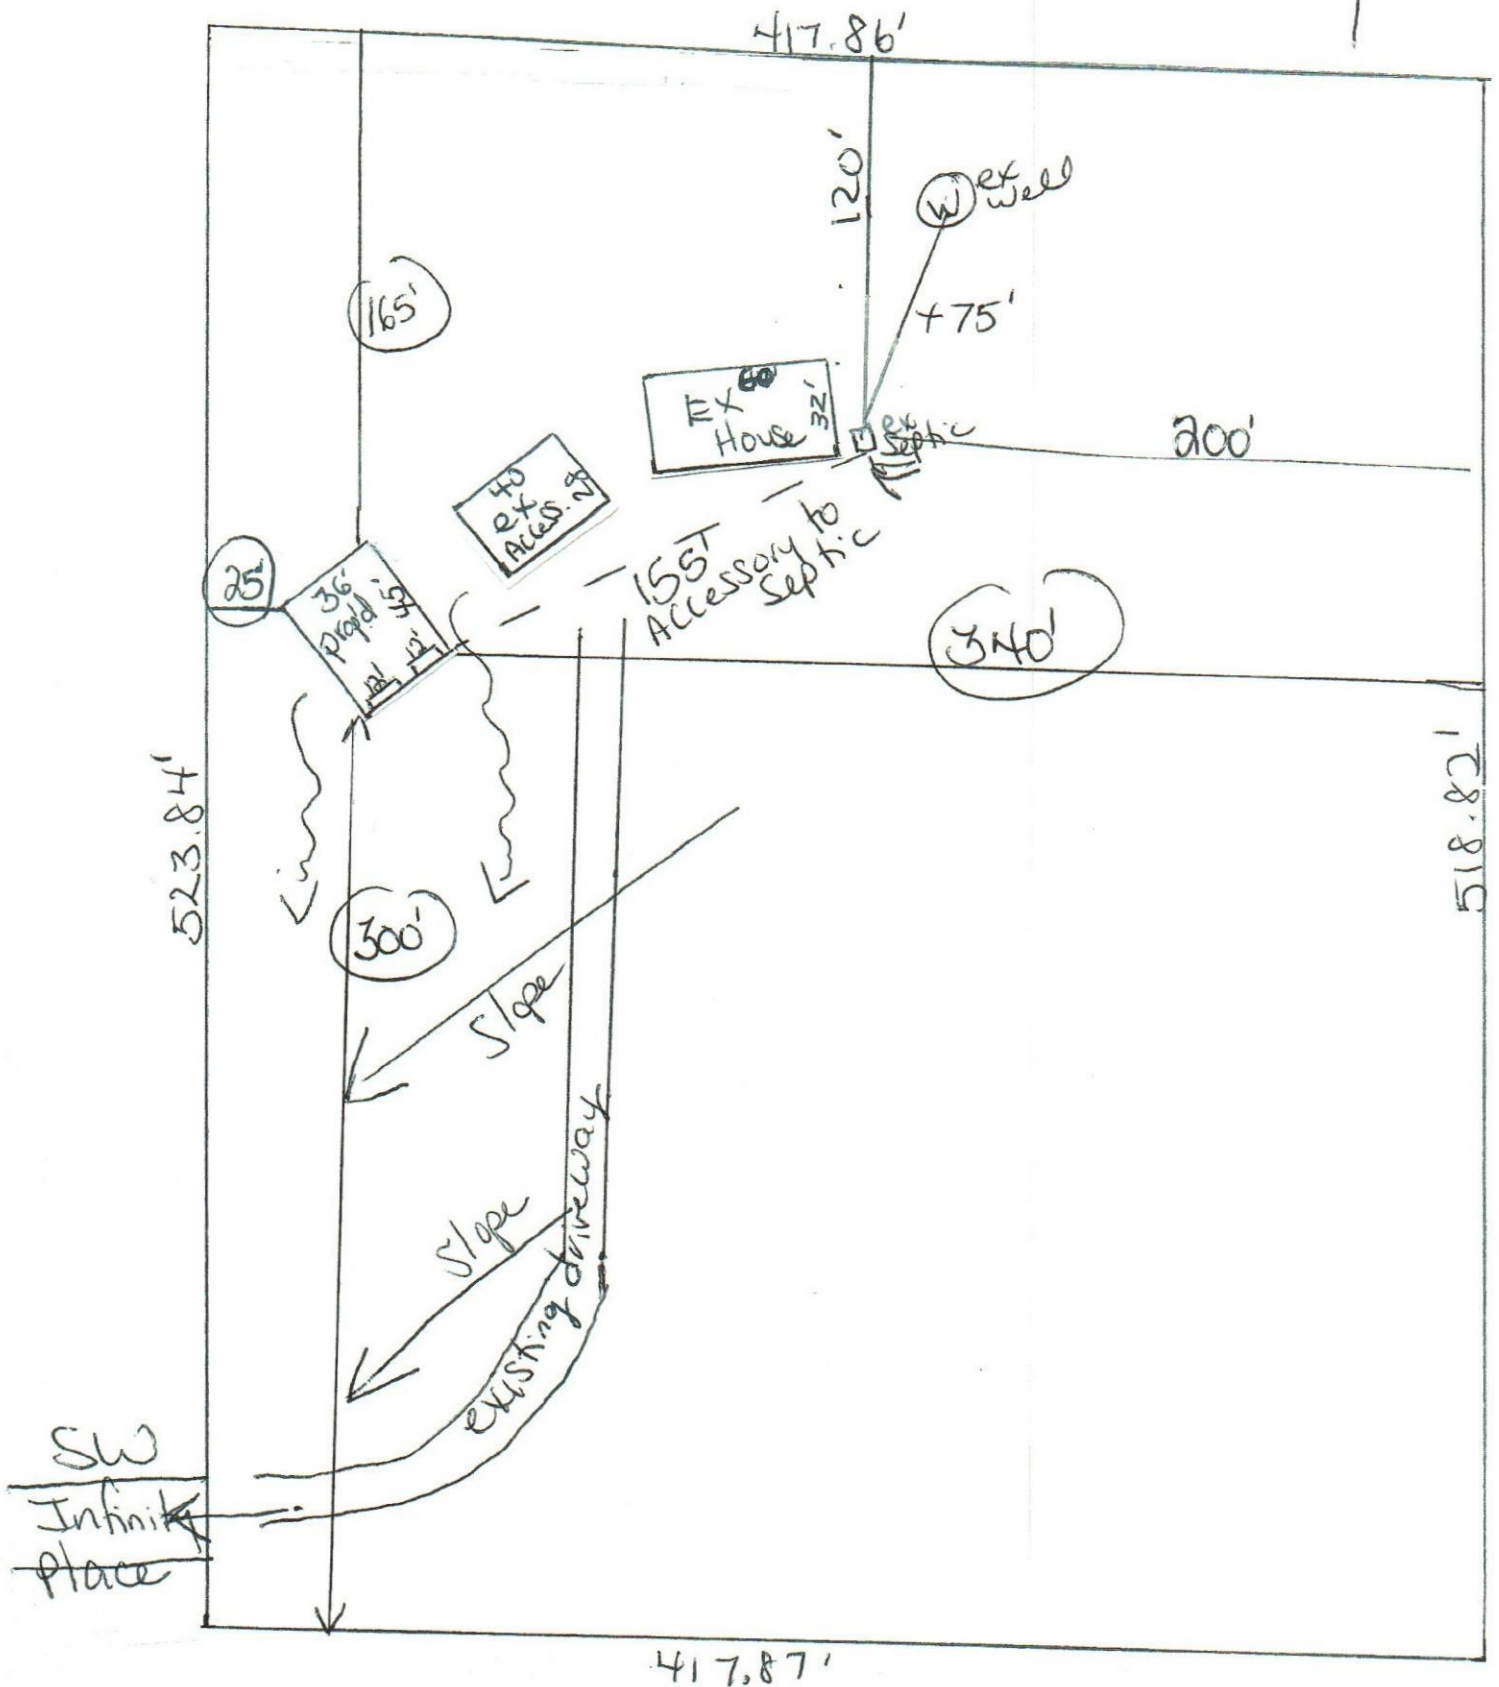 417.86'
120'
W
ex
well
165'
+75'
Ex
32'
House
ex
septic
200'
40
ex
Access.
28
25'
36'
prop'd
45'
12'
12'
155'
Accessory to
septic
340'
523.84'
518.82'
300'
Slope
Slope
existing driveway
SW
Infinity
Place
417.87'